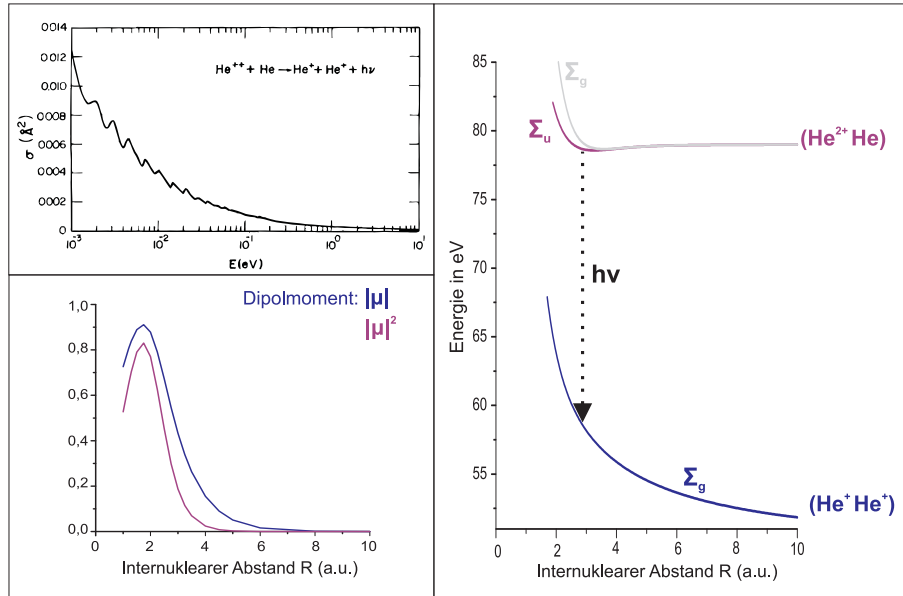 0.014
0.012
0.010
0.008
0006
0.004
0.002
0
σ (Å²)
He⁺⁺ + He → He⁺ + He⁺ + hν
10⁻³
10⁻²
10⁻¹
10⁰
10¹
E(eV)
Dipolmoment: |μ|
|μ|²
1,0
0,8
0,6
0,4
0,2
0,0
0
2
4
6
8
10
Internuklearer Abstand R (a.u.)
85
80
75
70
65
60
55
Energie in eV
Σg
Σu
(He²⁺ He)
hν
Σg
(He⁺ He⁺)
0
2
4
6
8
10
Internuklearer Abstand R (a.u.)